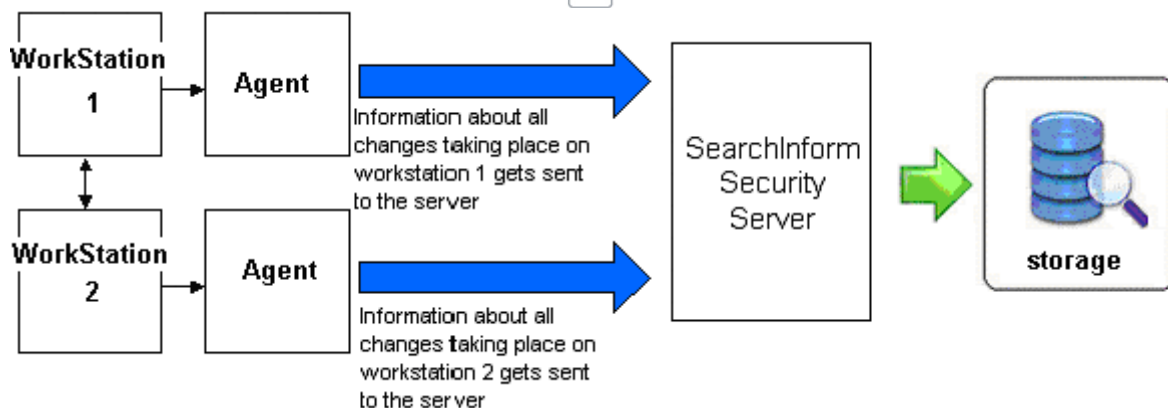 WorkStation
1
Agent
Information about all
changes taking place on
workstation 1 gets sent
to the server
WorkStation
2
Agent
Information about all
changes taking place on
workstation 2 gets sent
to the server
SearchInform
Security
Server
storage